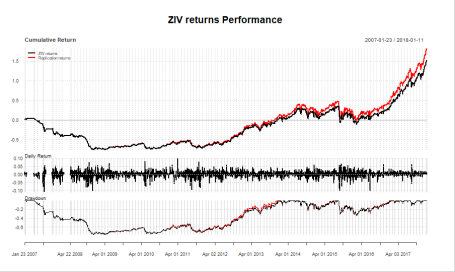 ZIV returns Performance
Cumulative Return 2007-01-23 / 2018-01-11
ZIV returns
Replication returns
1.5
1.0
0.5
0.0
-0.5
Daily Return
0.10
0.05
0.00
-0.05
-0.10
Drawdown
-0.2
-0.4
-0.6
Jan 23 2007 Apr 22 2008 Apr 01 2009 Apr 01 2010 Apr 01 2011 Apr 02 2012 Apr 01 2013 Apr 01 2014 Apr 01 2015 Apr 01 2016 Apr 03 2017